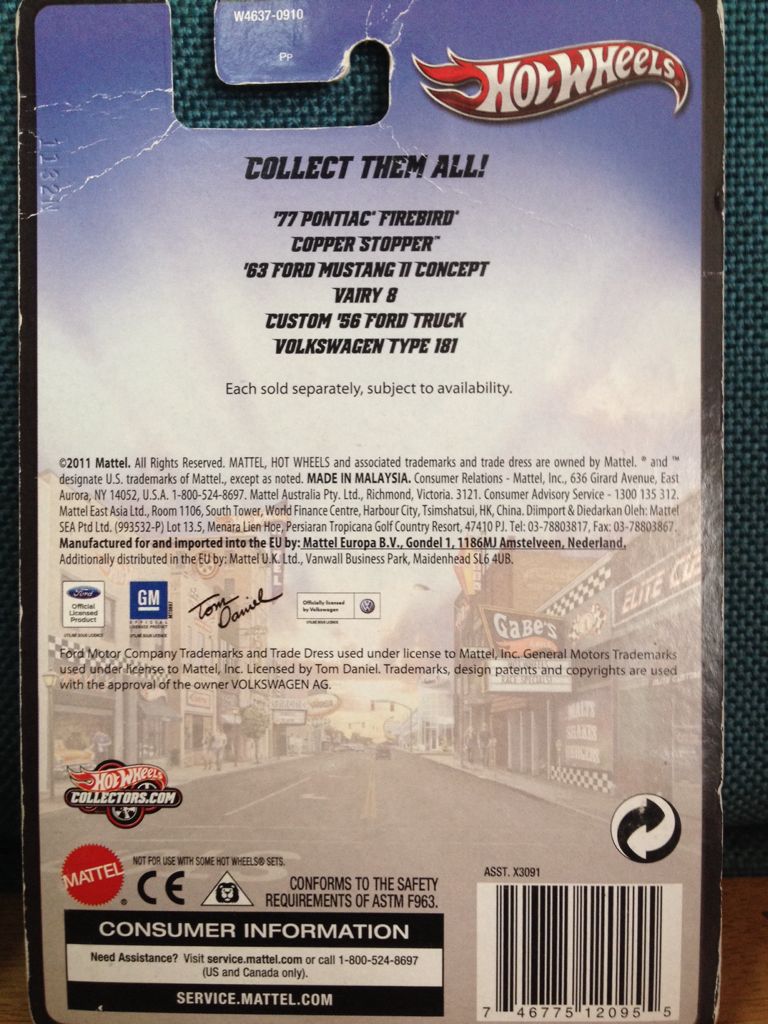 W4637-0910
PP
HOT WHEELS
1132N
COLLECT THEM ALL!
'77 PONTIAC® FIREBIRD®
COPPER STOPPER™
'63 FORD MUSTANG II CONCEPT
VAIRY 8
CUSTOM '56 FORD TRUCK
VOLKSWAGEN TYPE 181
Each sold separately, subject to availability.
©2011 Mattel. All Rights Reserved. MATTEL, HOT WHEELS and associated trademarks and trade dress are owned by Mattel. ® and ™
designate U.S. trademarks of Mattel., except as noted. MADE IN MALAYSIA. Consumer Relations - Mattel, Inc., 636 Girard Avenue, East
Aurora, NY 14052, U.S.A. 1-800-524-8697. Mattel Australia Pty. Ltd., Richmond, Victoria. 3121. Consumer Advisory Service - 1300 135 312.
Mattel East Asia Ltd., Room 1106, South Tower, World Finance Centre, Harbour City, Tsimshatsui, HK, China. Diimport & Diedarkan Oleh: Mattel
SEA Ptd Ltd. (993532-P) Lot 13.5, Menara Lien Hoe, Persiaran Tropicana Golf Country Resort, 47410 PJ. Tel: 03-78803817, Fax: 03-78803867.
Manufactured for and imported into the EU by: Mattel Europa B.V., Gondel 1, 1186MJ Amstelveen, Nederland.
Additionally distributed in the EU by: Mattel U.K. Ltd., Vanwall Business Park, Maidenhead SL6 4UB.
Ford
Official
Licensed
Product
GM
OFFICIAL
LICENSED PRODUCT
Tom Daniel
Officially licensed
by Volkswagen
Ford Motor Company Trademarks and Trade Dress used under license to Mattel, Inc. General Motors Trademarks
used under license to Mattel, Inc. Licensed by Tom Daniel. Trademarks, design patents and copyrights are used
with the approval of the owner VOLKSWAGEN AG.
GABE'S
MALTS
SHAKES
BURGERS
HOT WHEELS
COLLECTORS.COM
MATTEL
NOT FOR USE WITH SOME HOT WHEELS® SETS.
CE
CONFORMS TO THE SAFETY
REQUIREMENTS OF ASTM F963.
CONSUMER INFORMATION
Need Assistance? Visit service.mattel.com or call 1-800-524-8697
(US and Canada only).
SERVICE.MATTEL.COM
ASST. X3091
7 46775 12095 5